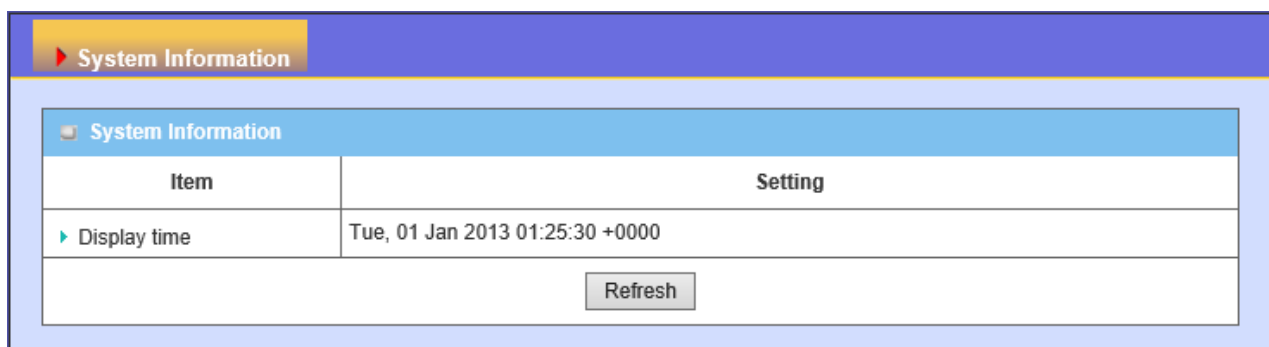 System Information
System Information
Item Setting
Display time Tue, 01 Jan 2013 01:25:30 +0000
Refresh